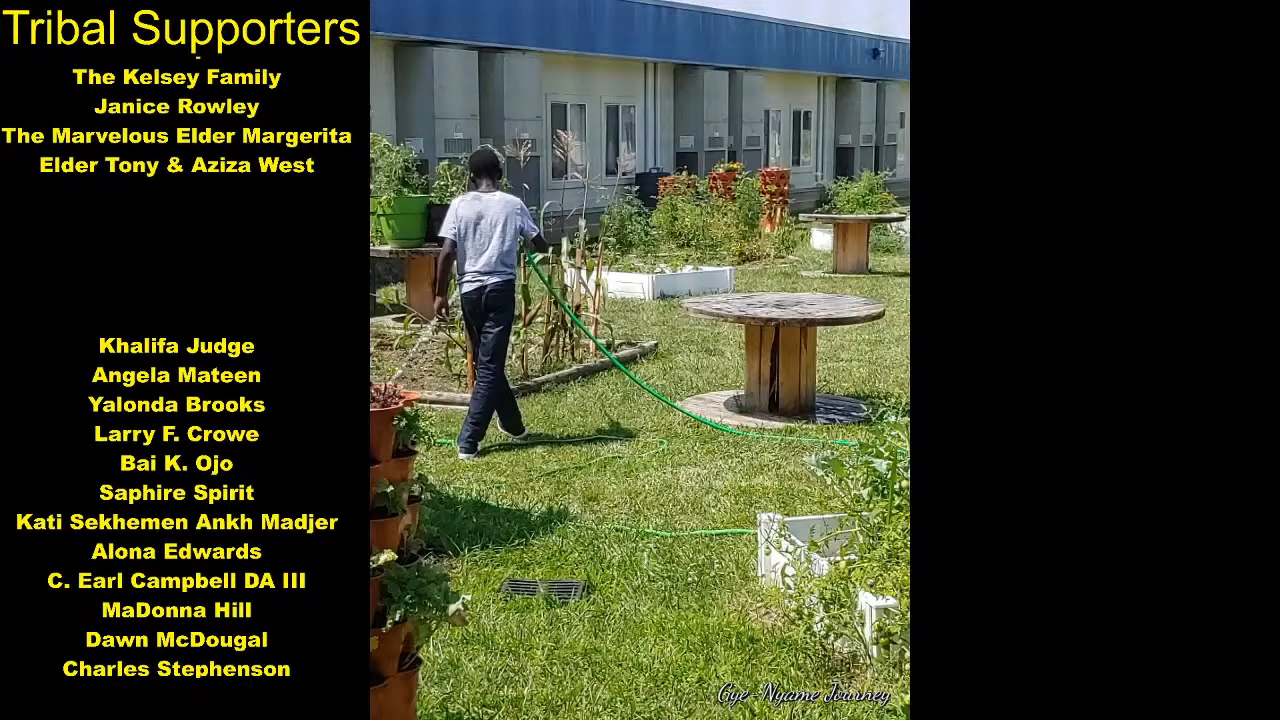 Tribal Supporters
The Kelsey Family
Janice Rowley
The Marvelous Elder Margerita
Elder Tony & Aziza West
Khalifa Judge
Angela Mateen
Yalonda Brooks
Larry F. Crowe
Bai K. Ojo
Saphire Spirit
Kati Sekhemen Ankh Madjer
Alona Edwards
C. Earl Campbell DA III
MaDonna Hill
Dawn McDougal
Charles Stephenson
Gye-Nyame Journey